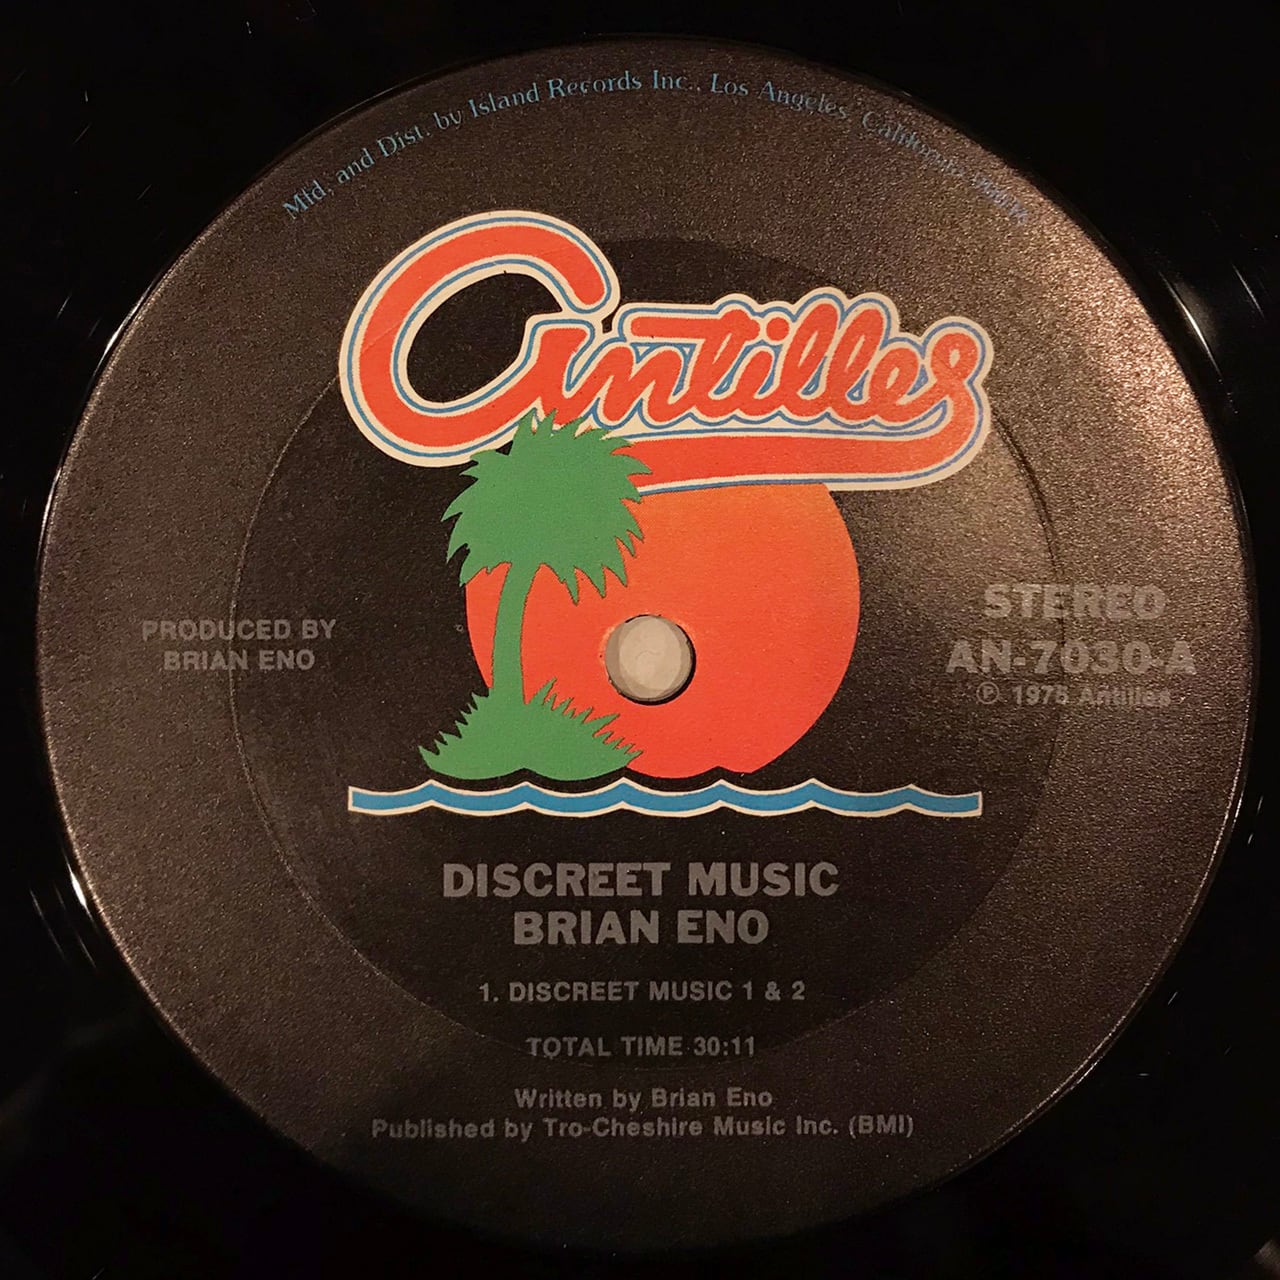 Mfd. and Dist. by Island Records Inc., Los Angeles, California
Antilles
PRODUCED BY
BRIAN ENO
STEREO
AN-7030-A
℗ 1975 Antilles
DISCREET MUSIC
BRIAN ENO
1. DISCREET MUSIC 1 & 2
TOTAL TIME 30:11
Written by Brian Eno
Published by Tro-Cheshire Music Inc. (BMI)